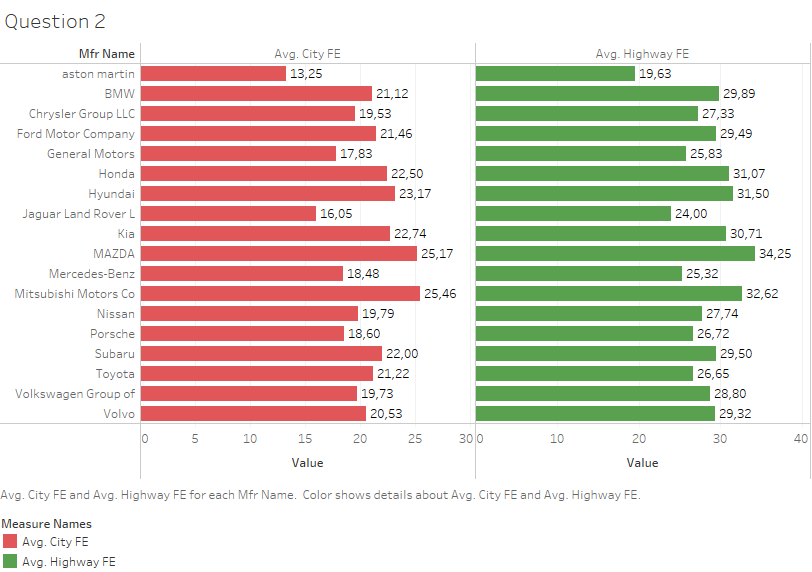 Question 2
Mfr Name Avg. City FE Avg. Highway FE
aston martin 13,25 19,63
BMW 21,12 29,89
Chrysler Group LLC 19,53 27,33
Ford Motor Company 21,46 29,49
General Motors 17,83 25,83
Honda 22,50 31,07
Hyundai 23,17 31,50
Jaguar Land Rover L 16,05 24,00
Kia 22,74 30,71
MAZDA 25,17 34,25
Mercedes-Benz 18,48 25,32
Mitsubishi Motors Co 25,46 32,62
Nissan 19,79 27,74
Porsche 18,60 26,72
Subaru 22,00 29,50
Toyota 21,22 26,65
Volkswagen Group of 19,73 28,80
Volvo 20,53 29,32
0 5 10 15 20 25 30 0 10 20 30 40
Value Value
Avg. City FE and Avg. Highway FE for each Mfr Name. Color shows details about Avg. City FE and Avg. Highway FE.
Measure Names
Avg. City FE
Avg. Highway FE